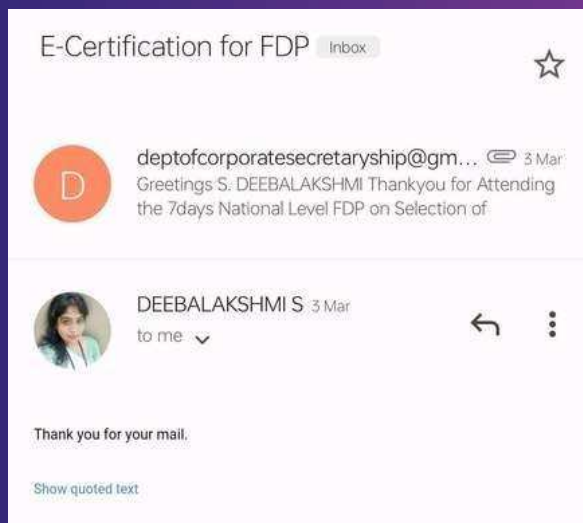 E-Certification for FDP Inbox
D
deptofcorporatesecretaryship@gm... 3 Mar
Greetings S. DEEBALAKSHMI Thankyou for Attending
the 7days National Level FDP on Selection of
DEEBALAKSHMI S 3 Mar
to me
Thank you for your mail.
Show quoted text